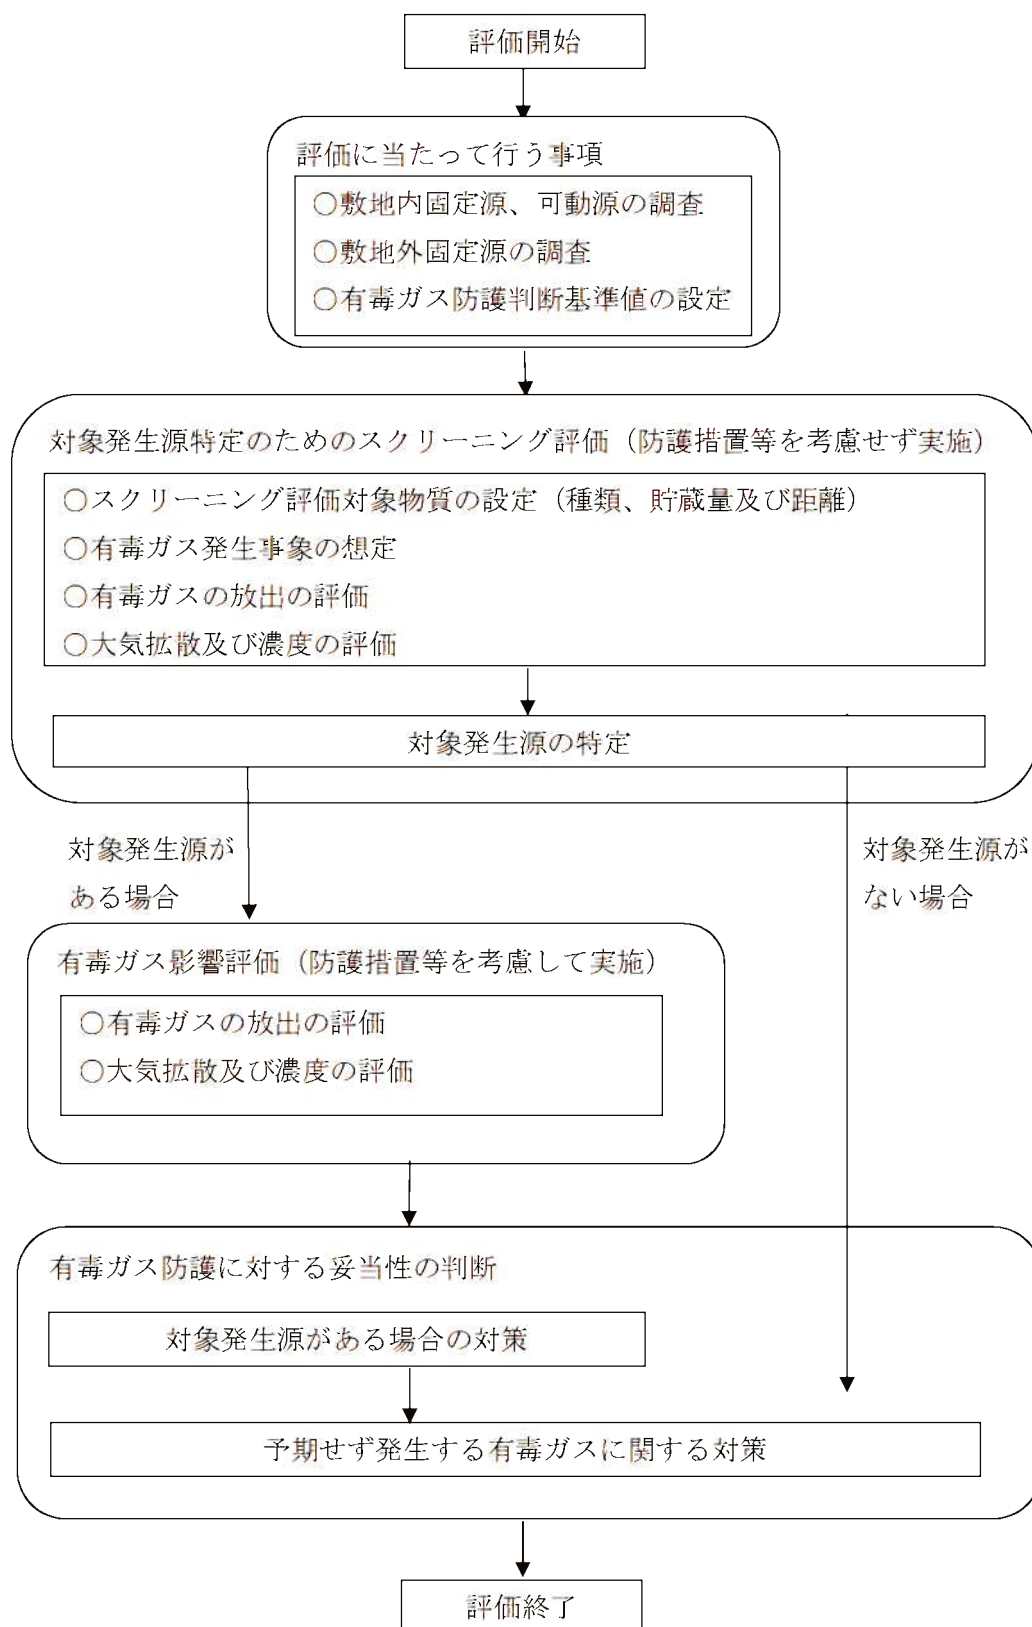 評価開始
評価に当たって行う事項
○敷地内固定源、可動源の調査
○敷地外固定源の調査
○有毒ガス防護判断基準値の設定
対象発生源特定のためのスクリーニング評価（防護措置等を考慮せず実施）
○スクリーニング評価対象物質の設定（種類、貯蔵量及び距離）
○有毒ガス発生事象の想定
○有毒ガスの放出の評価
○大気拡散及び濃度の評価
対象発生源の特定
対象発生源が
ある場合
対象発生源が
ない場合
有毒ガス影響評価（防護措置等を考慮して実施）
○有毒ガスの放出の評価
○大気拡散及び濃度の評価
有毒ガス防護に対する妥当性の判断
対象発生源がある場合の対策
予期せず発生する有毒ガスに関する対策
評価終了